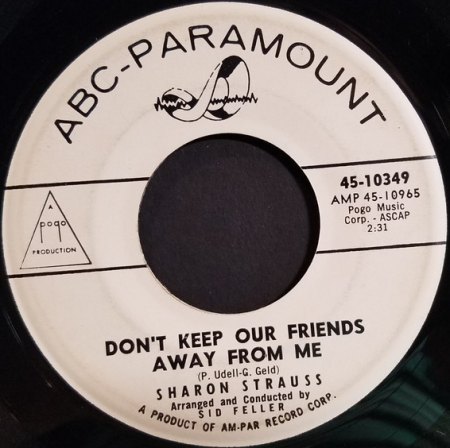 ABC-PARAMOUNT
45-10349
AMP 45-10965
Pogo Music
Corp. - ASCAP
2:31
A
pogo
PRODUCTION
DON'T KEEP OUR FRIENDS
AWAY FROM ME
(P. Udell-G. Geld)
SHARON STRAUSS
Arranged and Conducted by
SID FELLER
A PRODUCT OF AM-PAR RECORD CORP.